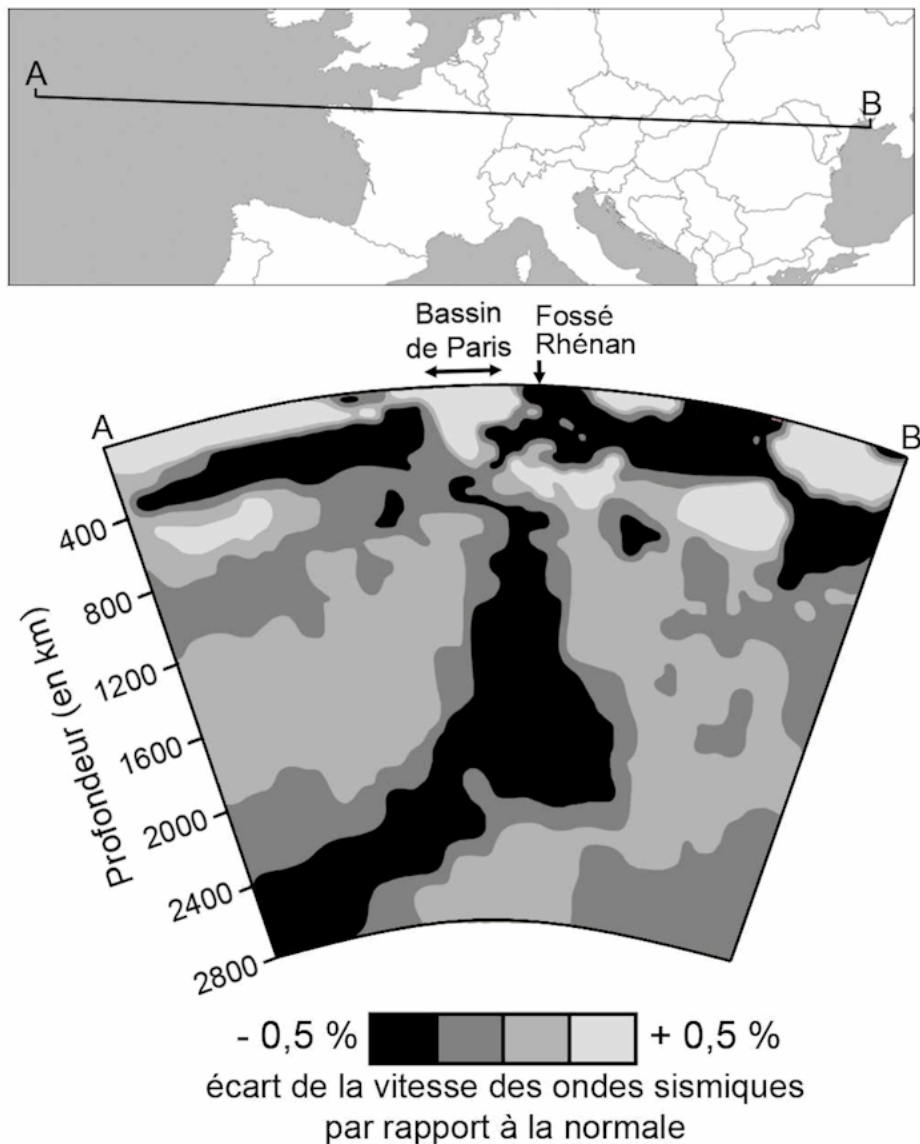 A
B
Bassin
de Paris
Fossé
Rhénan
A
B
400
800
1200
1600
2000
2400
2800
Profondeur (en km)
- 0,5 %
+ 0,5 %
écart de la vitesse des ondes sismiques
par rapport à la normale